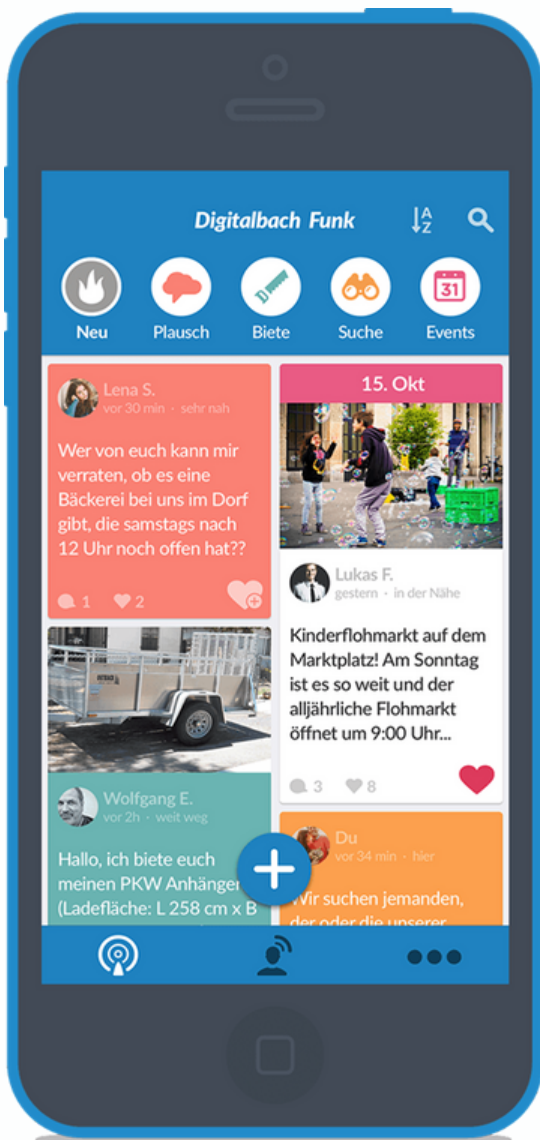 Digitalbach Funk
A
Z
31
Neu
Plausch
Biete
Suche
Events
Lena S.
vor 30 min · sehr nah
Wer von euch kann mir
verraten, ob es eine
Bäckerei bei uns im Dorf
gibt, die samstags nach
12 Uhr noch offen hat??
1
2
15. Okt
Lukas F.
gestern · in der Nähe
Kinderflohmarkt auf dem
Marktplatz! Am Sonntag
ist es so weit und der
alljährliche Flohmarkt
öffnet um 9:00 Uhr...
3
8
Wolfgang E.
vor 2h · weit weg
Hallo, ich biete euch
meinen PKW Anhänger
(Ladefläche: L 258 cm x B
Du
vor 34 min · hier
Wir suchen jemanden,
der oder die unserer